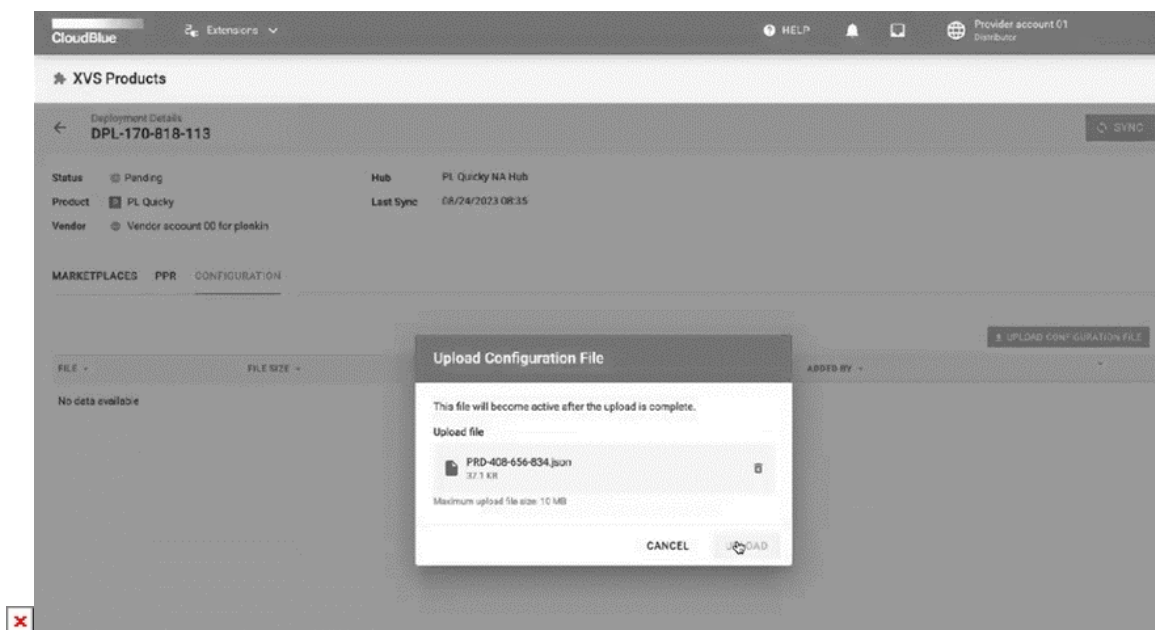 CloudBlue
Extensions
HELP
Provider account 01
Distributor
XVS Products
Deployment Details
DPL-170-818-113
SYNC
Status Pending Hub PL Quicky NA Hub
Product PL Quicky Last Sync 08/24/2023 08:35
Vendor Vendor account 00 for plenkin
MARKETPLACES PPR CONFIGURATION
UPLOAD CONFIGURATION FILE
FILE FILE SIZE ADDED BY
No data available
Upload Configuration File
This file will become active after the upload is complete.
Upload file
PRD-408-656-834.json
37.1 KB
Maximum upload file size: 10 MB
CANCEL UPLOAD